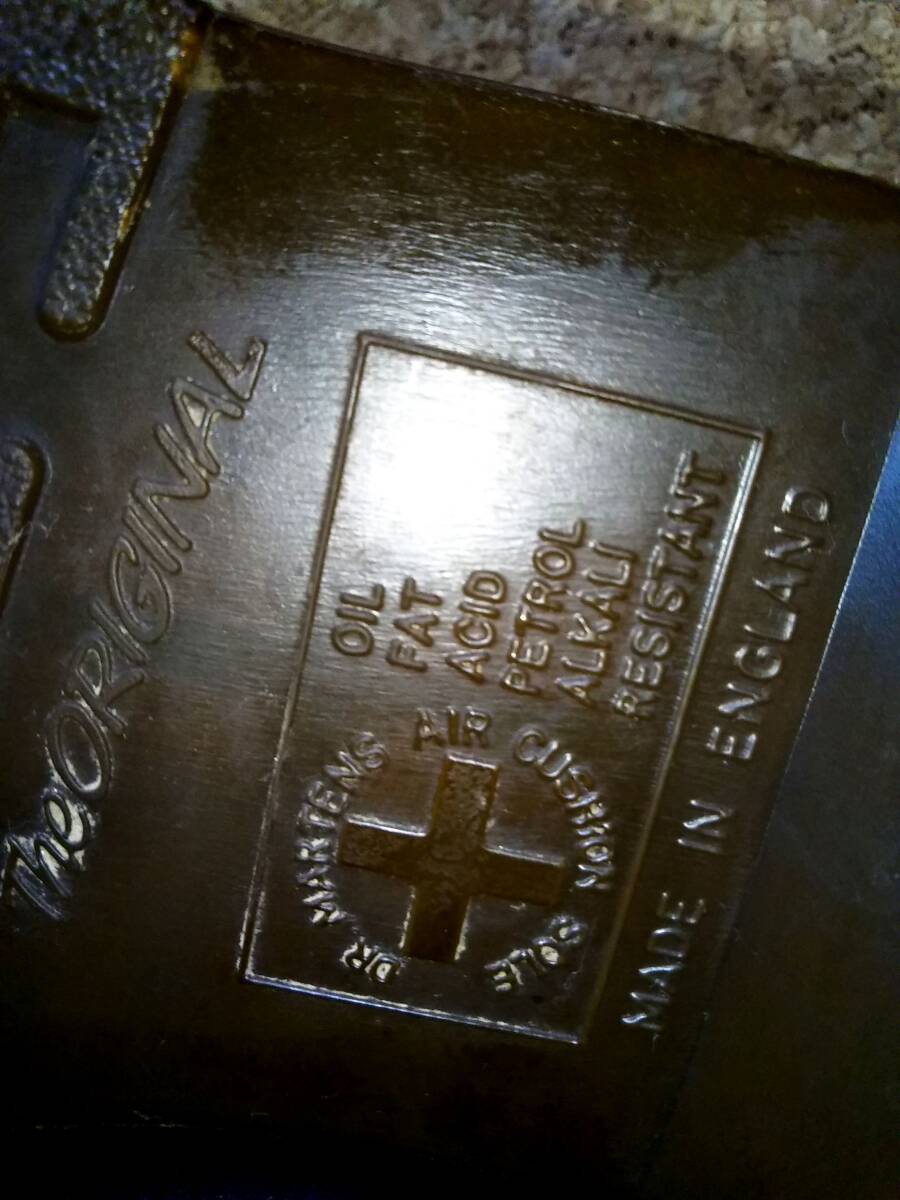 The ORIGINAL
OIL
FAT
ACID
PETROL
ALKALI
RESISTANT
DR MARTENS AIR CUSHION SOLE
MADE IN ENGLAND